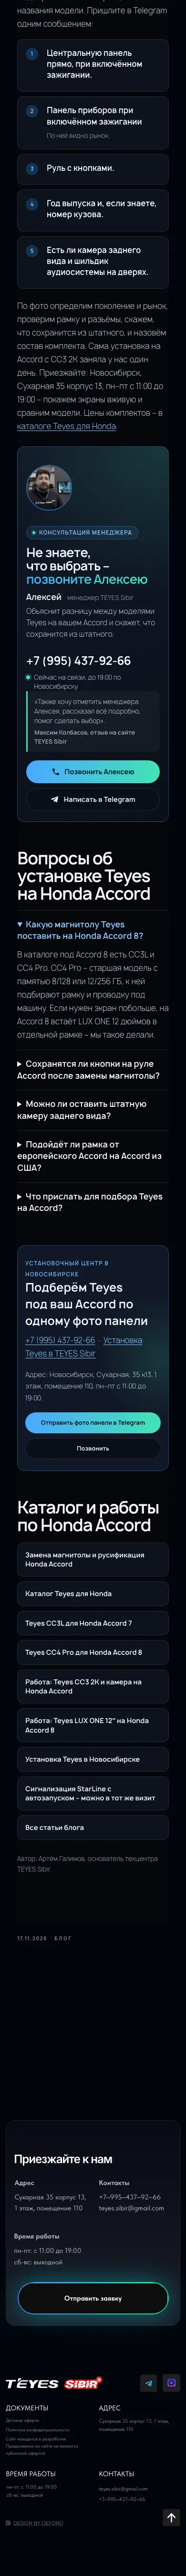 названия модели. Пришлите в Telegram
одним сообщением:
1
Центральную панель
прямо, при включённом
зажигании.
2
Панель приборов при
включённом зажигании
По ней видно рынок.
3
Руль с кнопками.
4
Год выпуска и, если знаете,
номер кузова.
5
Есть ли камера заднего
вида и шильдик
аудиосистемы на дверях.
По фото определим поколение и рынок,
проверим рамку и разъёмы, скажем,
что сохранится из штатного, и назовём
состав комплекта. Сама установка на
Accord с CC3 2K заняла у нас один
день. Приезжайте: Новосибирск,
Сухарная 35 корпус 13, пн-пт с 11:00 до
19:00 – покажем экраны вживую и
сравним модели. Цены комплектов – в
каталоге Teyes для Honda.
КОНСУЛЬТАЦИЯ МЕНЕДЖЕРА
Не знаете,
что выбрать –
позвоните Алексею
Алексей менеджер TEYES Sibir
Объяснит разницу между моделями
Teyes на вашем Accord и скажет, что
сохранится из штатного.
+7 (995) 437-92-66
Сейчас на связи, до 19:00 по
Новосибирску
«Также хочу отметить менеджера
Алексея, рассказал всё подробно,
помог сделать выбор».
Максим Колбасов, отзыв на сайте
TEYES Sibir
Позвонить Алексею
Написать в Telegram
Вопросы об
установке Teyes
на Honda Accord
▼ Какую магнитолу Teyes
поставить на Honda Accord 8?
В каталоге под Accord 8 есть CC3L и
CC4 Pro. CC4 Pro – старшая модель с
памятью 8/128 или 12/256 ГБ, к ней
подбирают рамку и проводку под
машину. Если нужен экран побольше, на
Accord 8 встаёт LUX ONE 12 дюймов в
отдельной рамке – мы такое делали.
▶ Сохранятся ли кнопки на руле
Accord после замены магнитолы?
▶ Можно ли оставить штатную
камеру заднего вида?
▶ Подойдёт ли рамка от
европейского Accord на Accord из
США?
▶ Что прислать для подбора Teyes
на Accord?
УСТАНОВОЧНЫЙ ЦЕНТР В
НОВОСИБИРСКЕ
Подберём Teyes
под ваш Accord по
одному фото панели
+7 (995) 437-92-66 · Установка
Teyes в TEYES Sibir
Адрес: Новосибирск, Сухарная, 35 к13, 1
этаж, помещение 110, пн–пт с 11:00 до
19:00.
Отправить фото панели в Telegram
Позвонить
Каталог и работы
по Honda Accord
Замена магнитолы и русификация
Honda Accord
Каталог Teyes для Honda
Teyes CC3L для Honda Accord 7
Teyes CC4 Pro для Honda Accord 8
Работа: Teyes CC3 2K и камера на
Honda Accord
Работа: Teyes LUX ONE 12″ на Honda
Accord 8
Установка Teyes в Новосибирске
Сигнализация StarLine с
автозапуском – можно в тот же визит
Все статьи блога
Автор: Артём Галимов, основатель техцентра
TEYES Sibir.
17.11.2026 БЛОГ
Приезжайте к нам
Адрес
Сухарная 35 корпус 13,
1 этаж, помещение 110
Контакты
+7‒995‒437‒92‒66
teyes.sibir@gmail.com
Время работы
пн-пт: с 11:00 до 19:00
сб-вс: выходной
Отправить заявку
TEYES SIBIR
ДОКУМЕНТЫ
Договор оферты
Политика конфиденциальности
Сайт находится в разработке.
Предложения на сайте не являются
публичной офертой
АДРЕС
Сухарная 35 корпус 13, 1 этаж,
помещение 110
ВРЕМЯ РАБОТЫ
пн-пт: с 11:00 до 19:00
сб-вс: выходной
КОНТАКТЫ
teyes.sibir@gmail.com
+7‒995‒437‒92‒66
DESIGN BY DEFORD